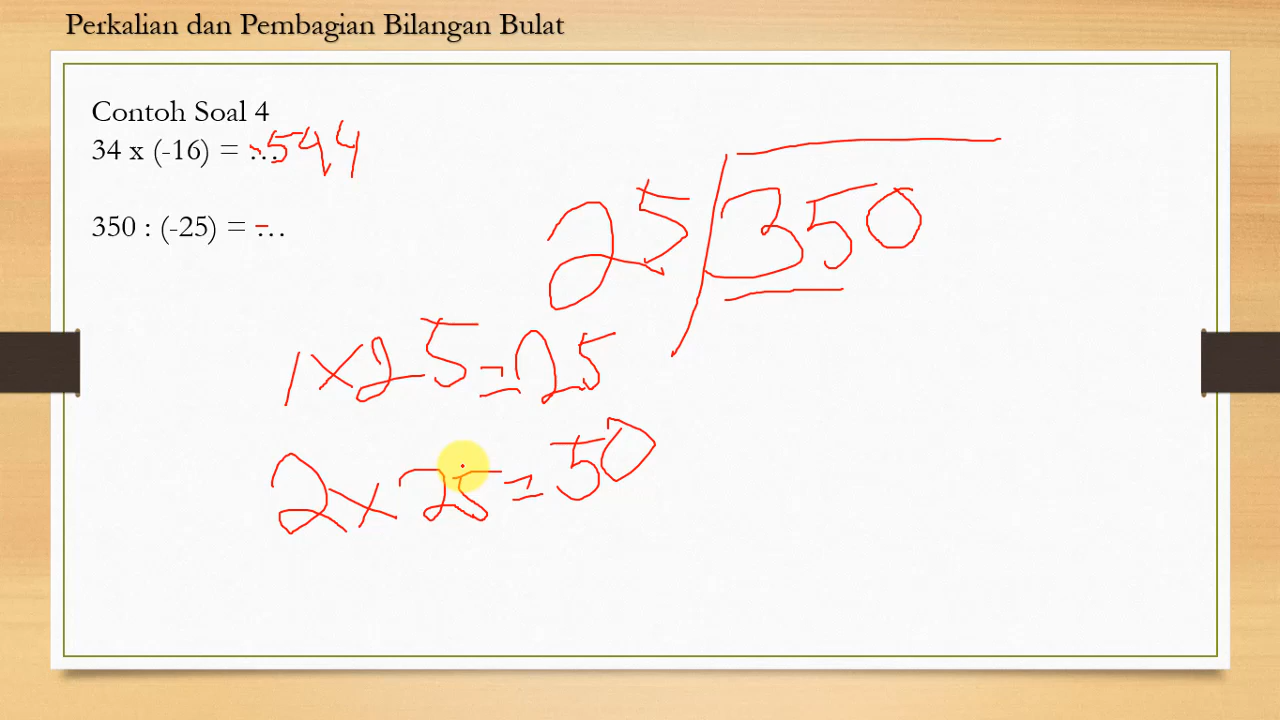 Perkalian dan Pembagian Bilangan Bulat
Contoh Soal 4
34 x (-16) = ...-544
350 : (-25) = ...-
25 350
1 x 25 = 25
2 x 25 = 50